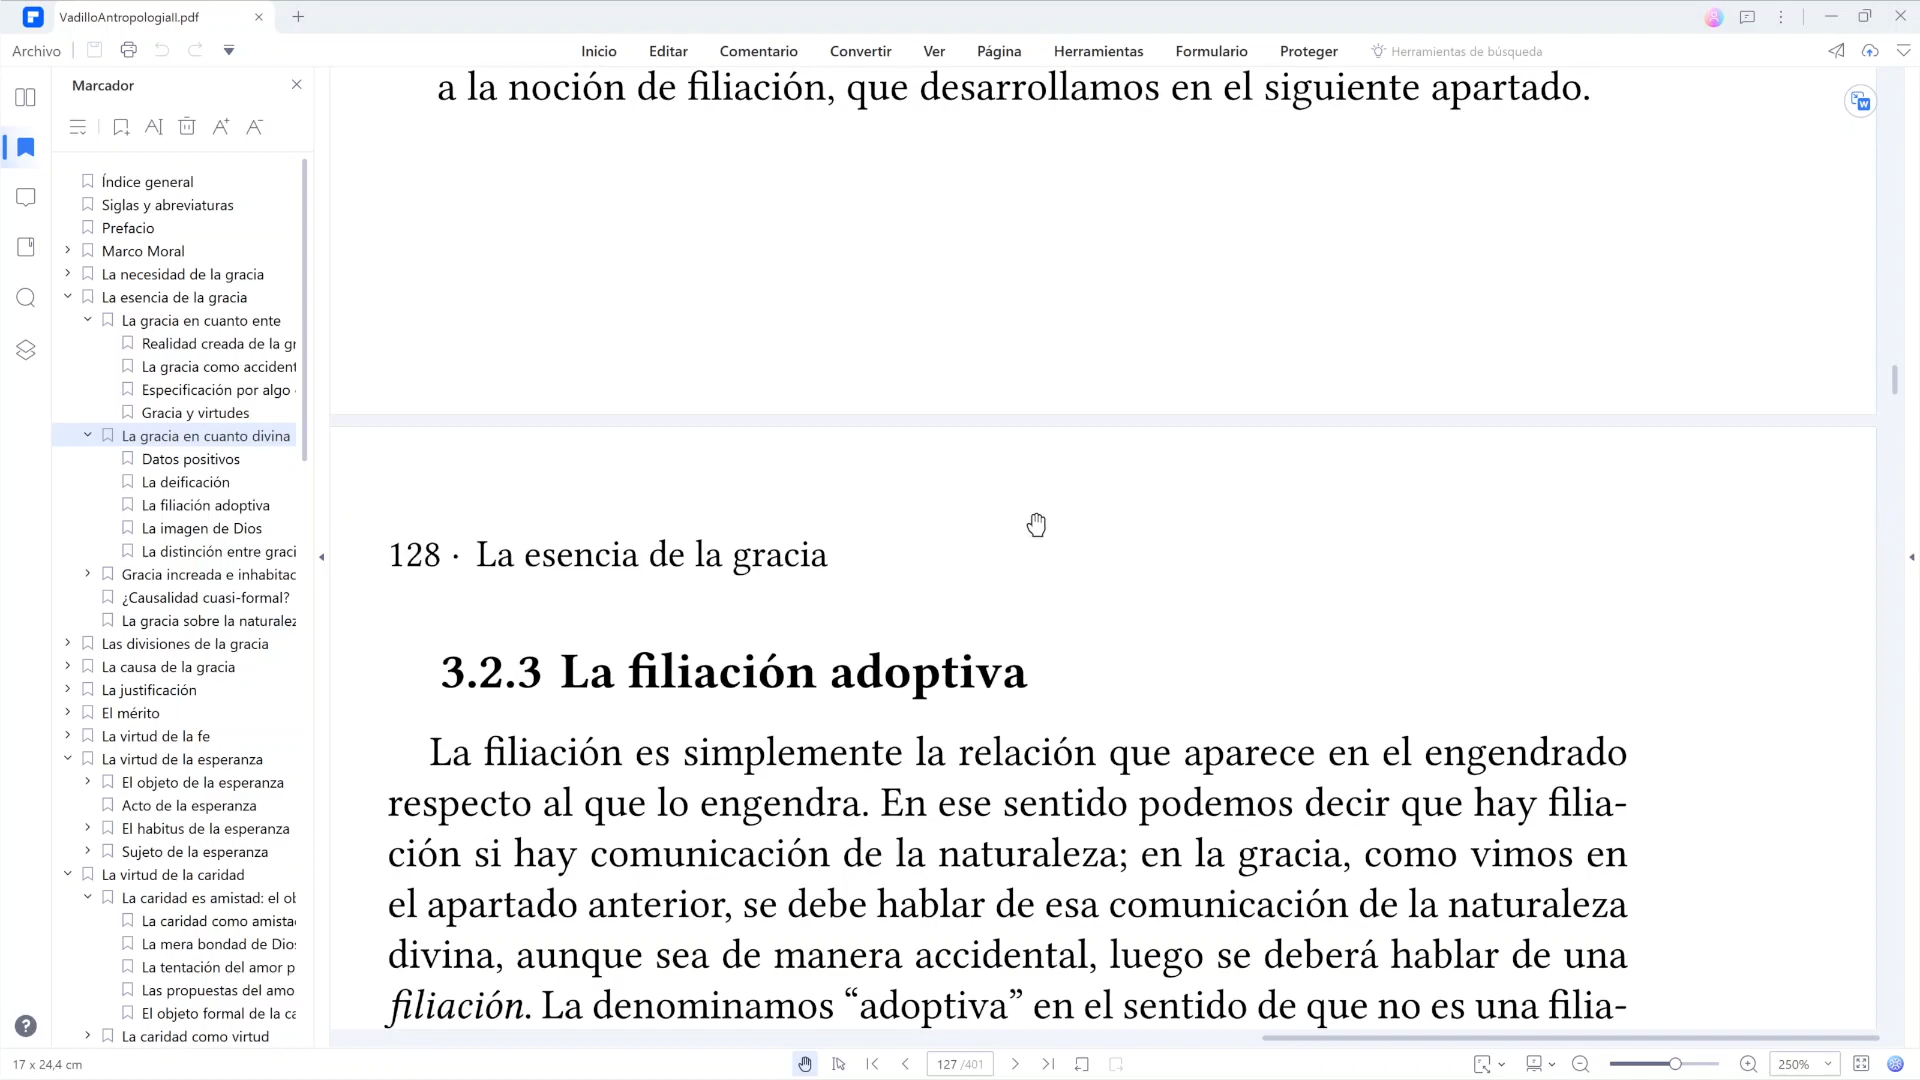 VadilloAntropologiaII.pdf
Archivo
Inicio
Editar
Comentario
Convertir
Ver
Página
Herramientas
Formulario
Proteger
Herramientas de búsqueda
Marcador
Índice general
Siglas y abreviaturas
Prefacio
Marco Moral
La necesidad de la gracia
La esencia de la gracia
La gracia en cuanto ente
Realidad creada de la gr
La gracia como accident
Especificación por algo
Gracia y virtudes
La gracia en cuanto divina
Datos positivos
La deificación
La filiación adoptiva
La imagen de Dios
La distinción entre graci
Gracia increada e inhabitac
¿Causalidad cuasi-formal?
La gracia sobre la naturalez
Las divisiones de la gracia
La causa de la gracia
La justificación
El mérito
La virtud de la fe
La virtud de la esperanza
El objeto de la esperanza
Acto de la esperanza
El habitus de la esperanza
Sujeto de la esperanza
La virtud de la caridad
La caridad es amistad: el ob
La caridad como amista
La mera bondad de Dios
La tentación del amor p
Las propuestas del amo
El objeto formal de la ca
La caridad como virtud
a la noción de filiación, que desarrollamos en el siguiente apartado.
128 · La esencia de la gracia
3.2.3 La filiación adoptiva
La filiación es simplemente la relación que aparece en el engendrado
respecto al que lo engendra. En ese sentido podemos decir que hay filia-
ción si hay comunicación de la naturaleza; en la gracia, como vimos en
el apartado anterior, se debe hablar de esa comunicación de la naturaleza
divina, aunque sea de manera accidental, luego se deberá hablar de una
filiación. La denominamos “adoptiva” en el sentido de que no es una filia-
17 x 24,4 cm
127 /401
250%